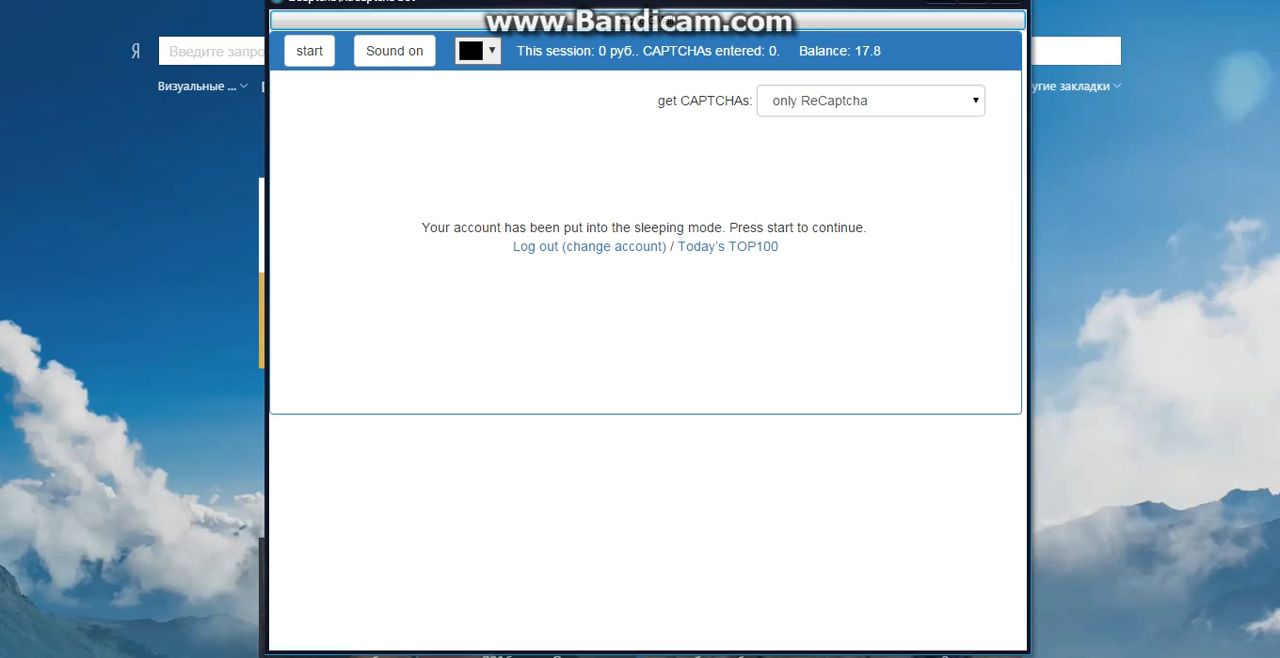 www.Bandicam.com
start Sound on This session: 0 руб.. CAPTCHAs entered: 0. Balance: 17.8
Я Введите запро
Визуальные ... угие закладки
get CAPTCHAs: only ReCaptcha
Your account has been put into the sleeping mode. Press start to continue.
Log out (change account) / Today's TOP100